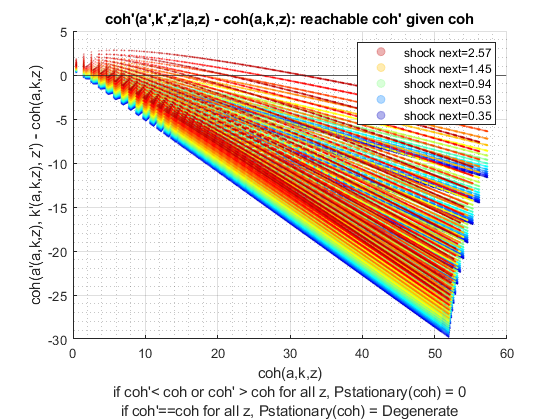 coh'(a',k',z'|a,z) - coh(a,k,z): reachable coh' given coh
coh(a'(a,k,z), k'(a,k,z), z') - coh(a,k,z)
5
0
-5
-10
-15
-20
-25
-30
shock next=2.57
shock next=1.45
shock next=0.94
shock next=0.53
shock next=0.35
0 10 20 30 40 50 60
coh(a,k,z)
if coh'< coh or coh' > coh for all z, Pstationary(coh) = 0
if coh'==coh for all z, Pstationary(coh) = Degenerate